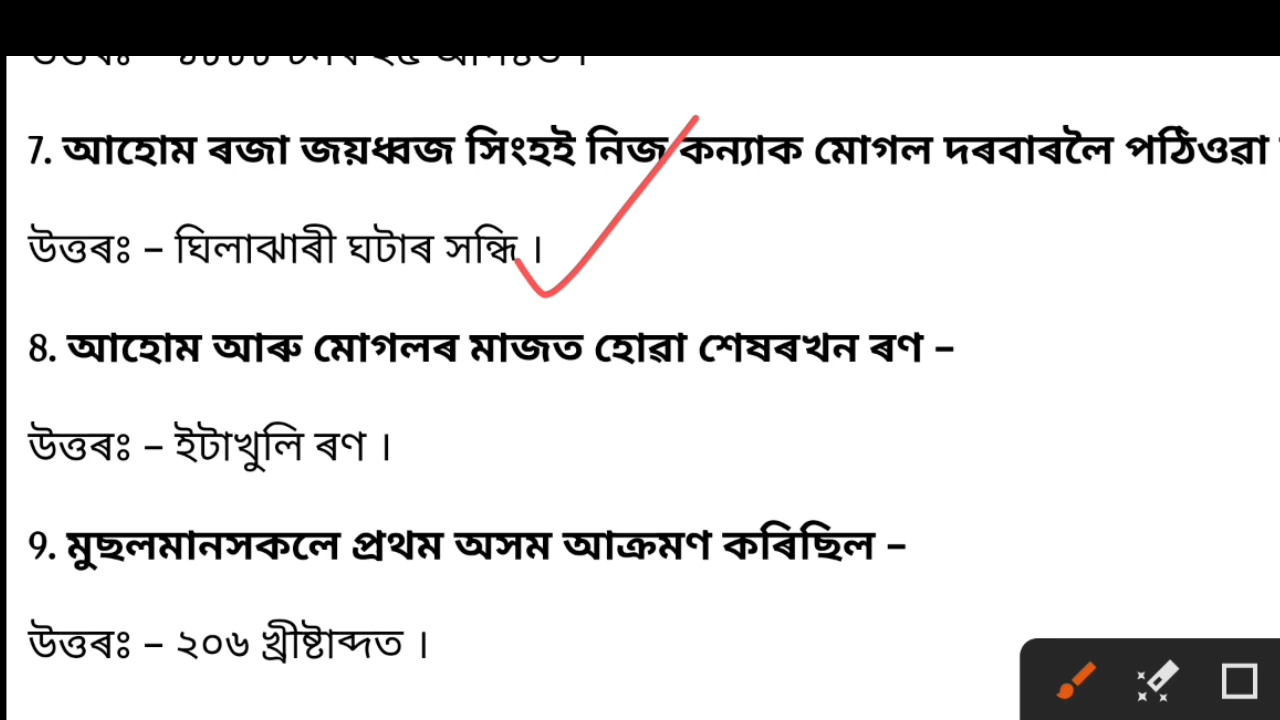 7. আহোম ৰজা জয়ধ্বজ সিংহই নিজ কন্যাক মোগল দৰবাৰলৈ পঠিওৱা
উত্তৰঃ – ঘিলাঝাৰী ঘটাৰ সন্ধি ।
8. আহোম আৰু মোগলৰ মাজত হোৱা শেষৰখন ৰণ –
উত্তৰঃ – ইটাখুলি ৰণ ।
9. মুছলমানসকলে প্ৰথম অসম আক্ৰমণ কৰিছিল –
উত্তৰঃ – ২০৬ খ্ৰীষ্টাব্দত ।